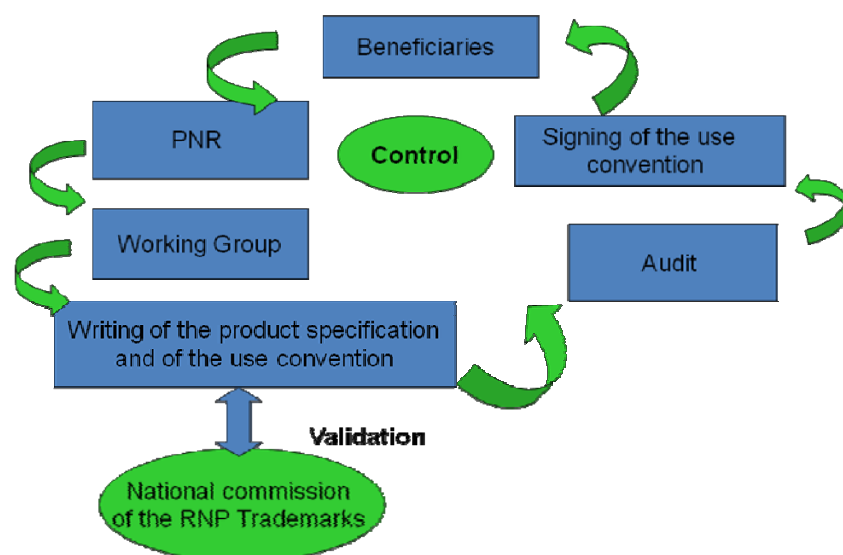 Beneficiaries
PNR
Control
Signing of the use
convention
Working Group
Audit
Writing of the product specification
and of the use convention
Validation
National commission
of the RNP Trademarks